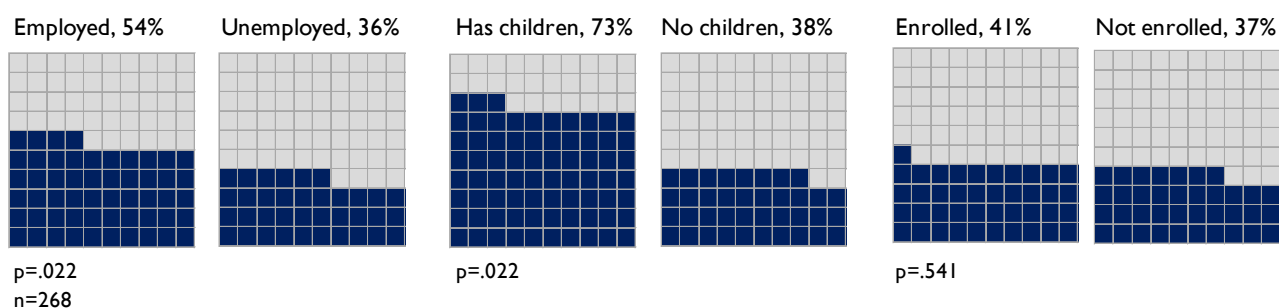 Employed, 54%
Unemployed, 36%
Has children, 73%
No children, 38%
Enrolled, 41%
Not enrolled, 37%
p=.022
p=.022
p=.541
n=268